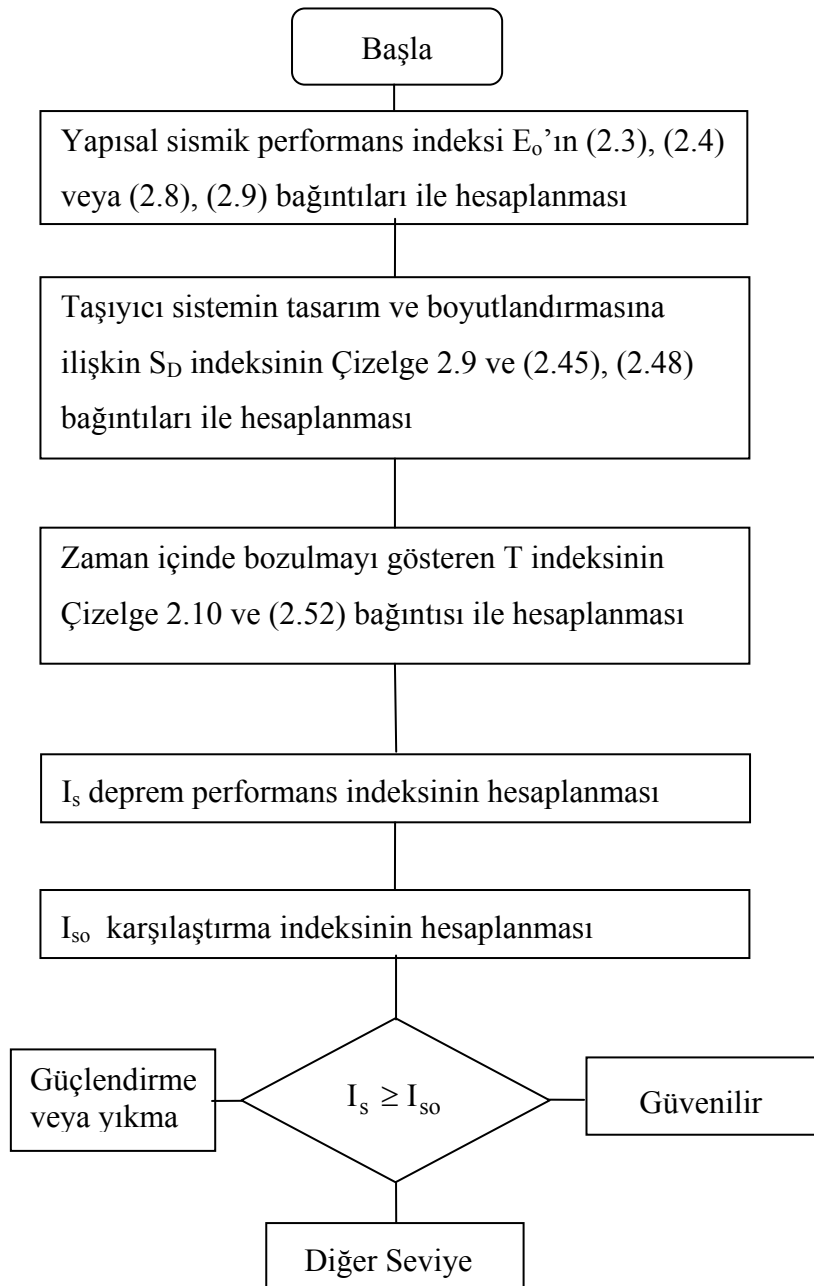 Başla
Yapısal sismik performans indeksi Eₒ’ın (2.3), (2.4)
veya (2.8), (2.9) bağıntıları ile hesaplanması
Taşıyıcı sistemin tasarım ve boyutlandırmasına
ilişkin S_D indeksinin Çizelge 2.9 ve (2.45), (2.48)
bağıntıları ile hesaplanması
Zaman içinde bozulmayı gösteren T indeksinin
Çizelge 2.10 ve (2.52) bağıntısı ile hesaplanması
Iₛ deprem performans indeksinin hesaplanması
Iₛₒ karşılaştırma indeksinin hesaplanması
Güçlendirme
veya yıkma
Iₛ ≥ Iₛₒ
Güvenilir
Diğer Seviye